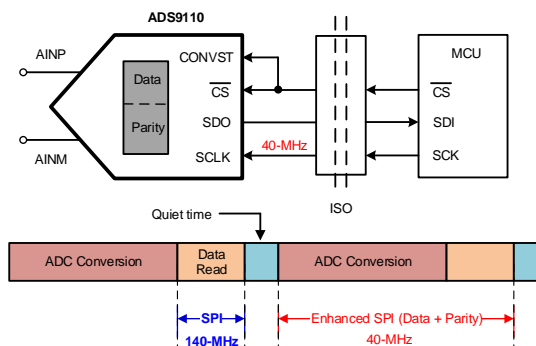 ADS9110
AINP
AINM
Data
Parity
CONVST
CS
SDO
SCLK
40-MHz
ISO
MCU
CS
SDI
SCK
Quiet time
ADC Conversion
Data
Read
ADC Conversion
SPI
140-MHz
Enhanced SPI (Data + Parity)
40-MHz